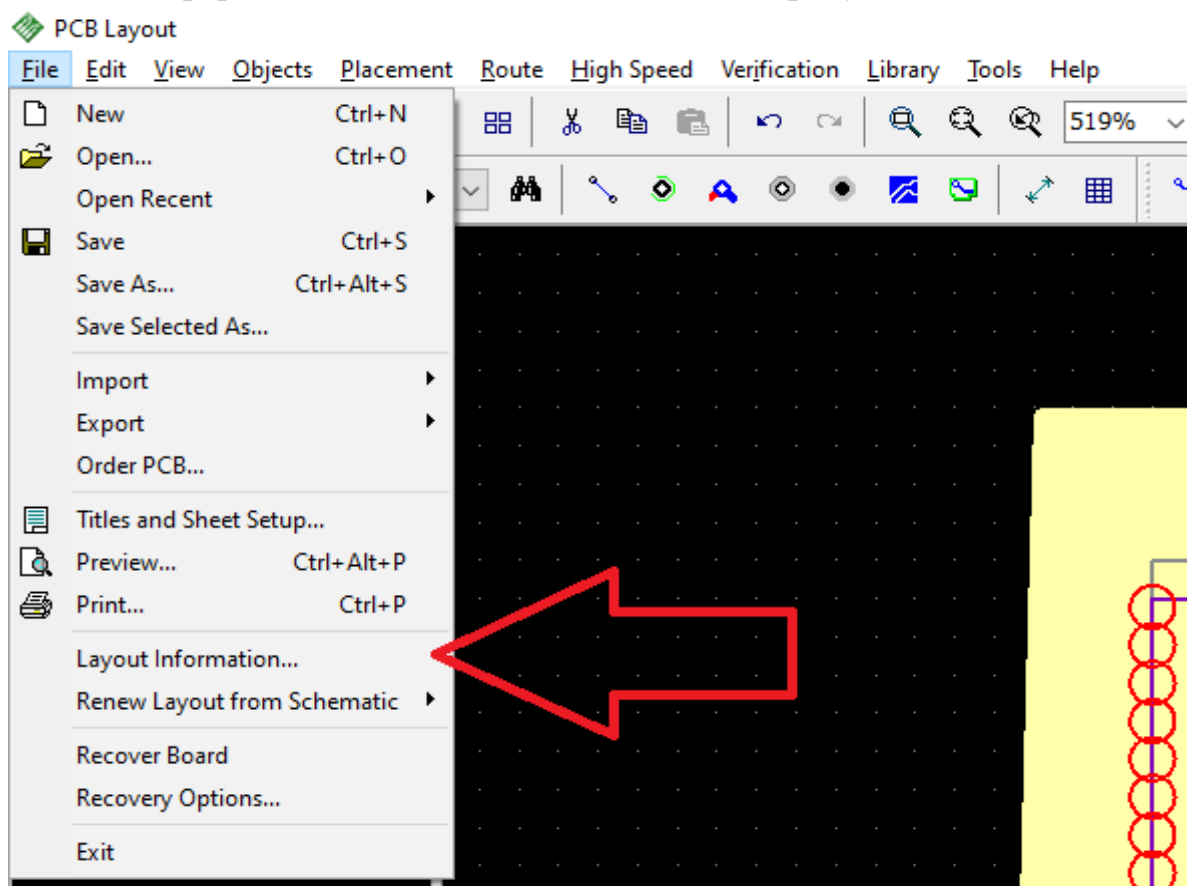 PCB Layout
File Edit View Objects Placement Route High Speed Verification Library Tools Help
New Ctrl+N
519%
Open... Ctrl+O
Open Recent
Save Ctrl+S
Save As... Ctrl+Alt+S
Save Selected As...
Import
Export
Order PCB...
Titles and Sheet Setup...
Preview... Ctrl+Alt+P
Print... Ctrl+P
Layout Information...
Renew Layout from Schematic
Recover Board
Recovery Options...
Exit